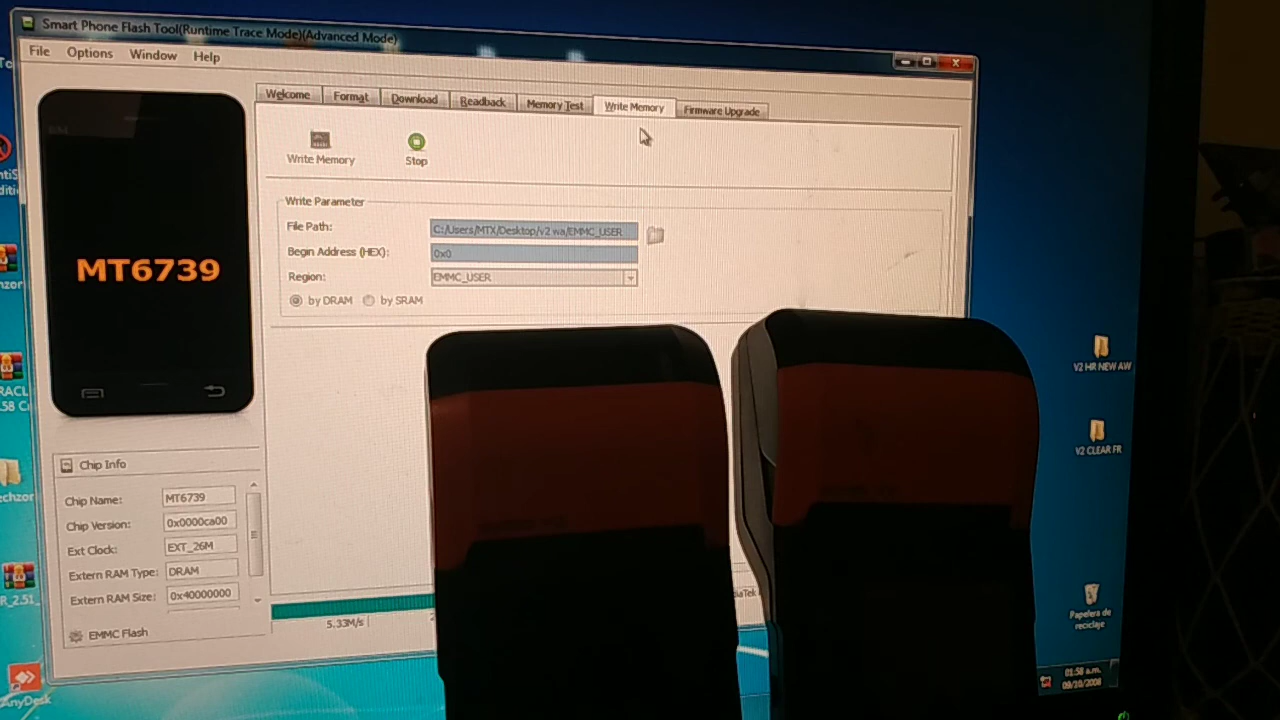 Smart Phone Flash Tool(Runtime Trace Mode)(Advanced Mode)
File Options Window Help
Welcome Format Download Readback Memory Test Write Memory Firmware Upgrade
Write Memory Stop
Write Parameter
File Path: C:/Users/MTX/Desktop/v2 wa/EMMC_USER
Begin Address (HEX): 0x0
Region: EMMC_USER
by DRAM by SRAM
MT6739
Chip Info
Chip Name: MT6739
Chip Version: 0x0000ca00
Ext Clock: EXT_26M
Extern RAM Type: DRAM
Extern RAM Size: 0x40000000
EMMC Flash
5.33M/s
V2 HR NEW AW
V2 CLEAR FR
Papelera de
reciclaje
AnyDesk
01:58 a.m.